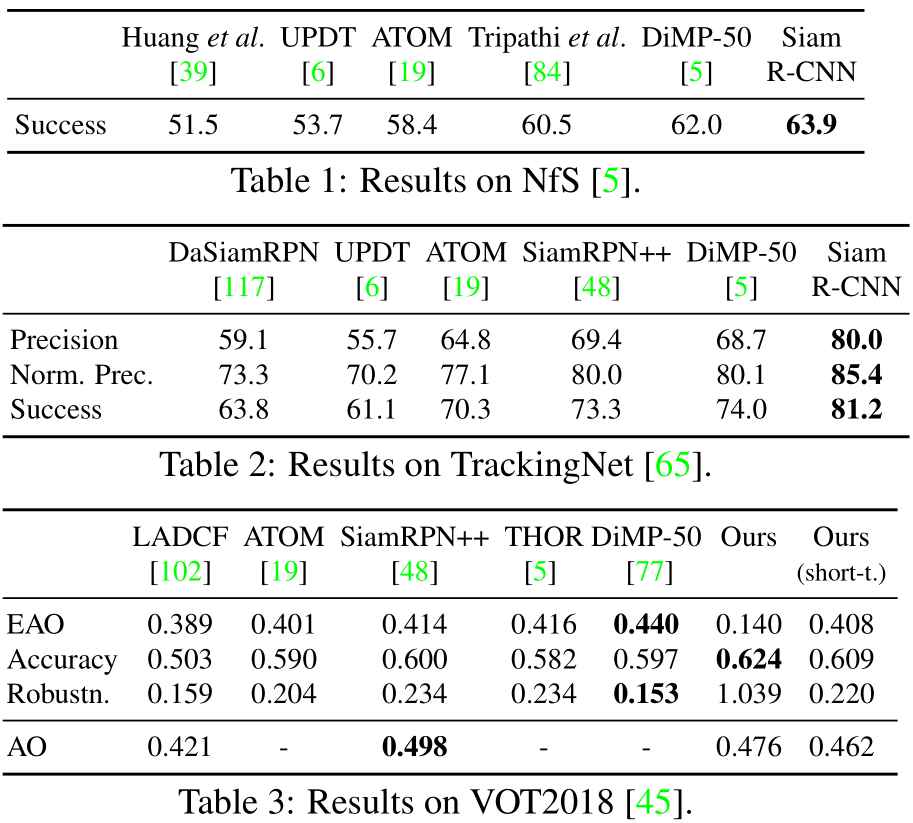 Huang et al. UPDT ATOM Tripathi et al. DiMP-50 Siam
[39] [6] [19] [84] [5] R-CNN
Success 51.5 53.7 58.4 60.5 62.0 63.9
Table 1: Results on NfS [5].
DaSiamRPN UPDT ATOM SiamRPN++ DiMP-50 Siam
[117] [6] [19] [48] [5] R-CNN
Precision 59.1 55.7 64.8 69.4 68.7 80.0
Norm. Prec. 73.3 70.2 77.1 80.0 80.1 85.4
Success 63.8 61.1 70.3 73.3 74.0 81.2
Table 2: Results on TrackingNet [65].
LADCF ATOM SiamRPN++ THOR DiMP-50 Ours Ours
[102] [19] [48] [5] [77] (short-t.)
EAO 0.389 0.401 0.414 0.416 0.440 0.140 0.408
Accuracy 0.503 0.590 0.600 0.582 0.597 0.624 0.609
Robustn. 0.159 0.204 0.234 0.234 0.153 1.039 0.220
AO 0.421 - 0.498 - - 0.476 0.462
Table 3: Results on VOT2018 [45].